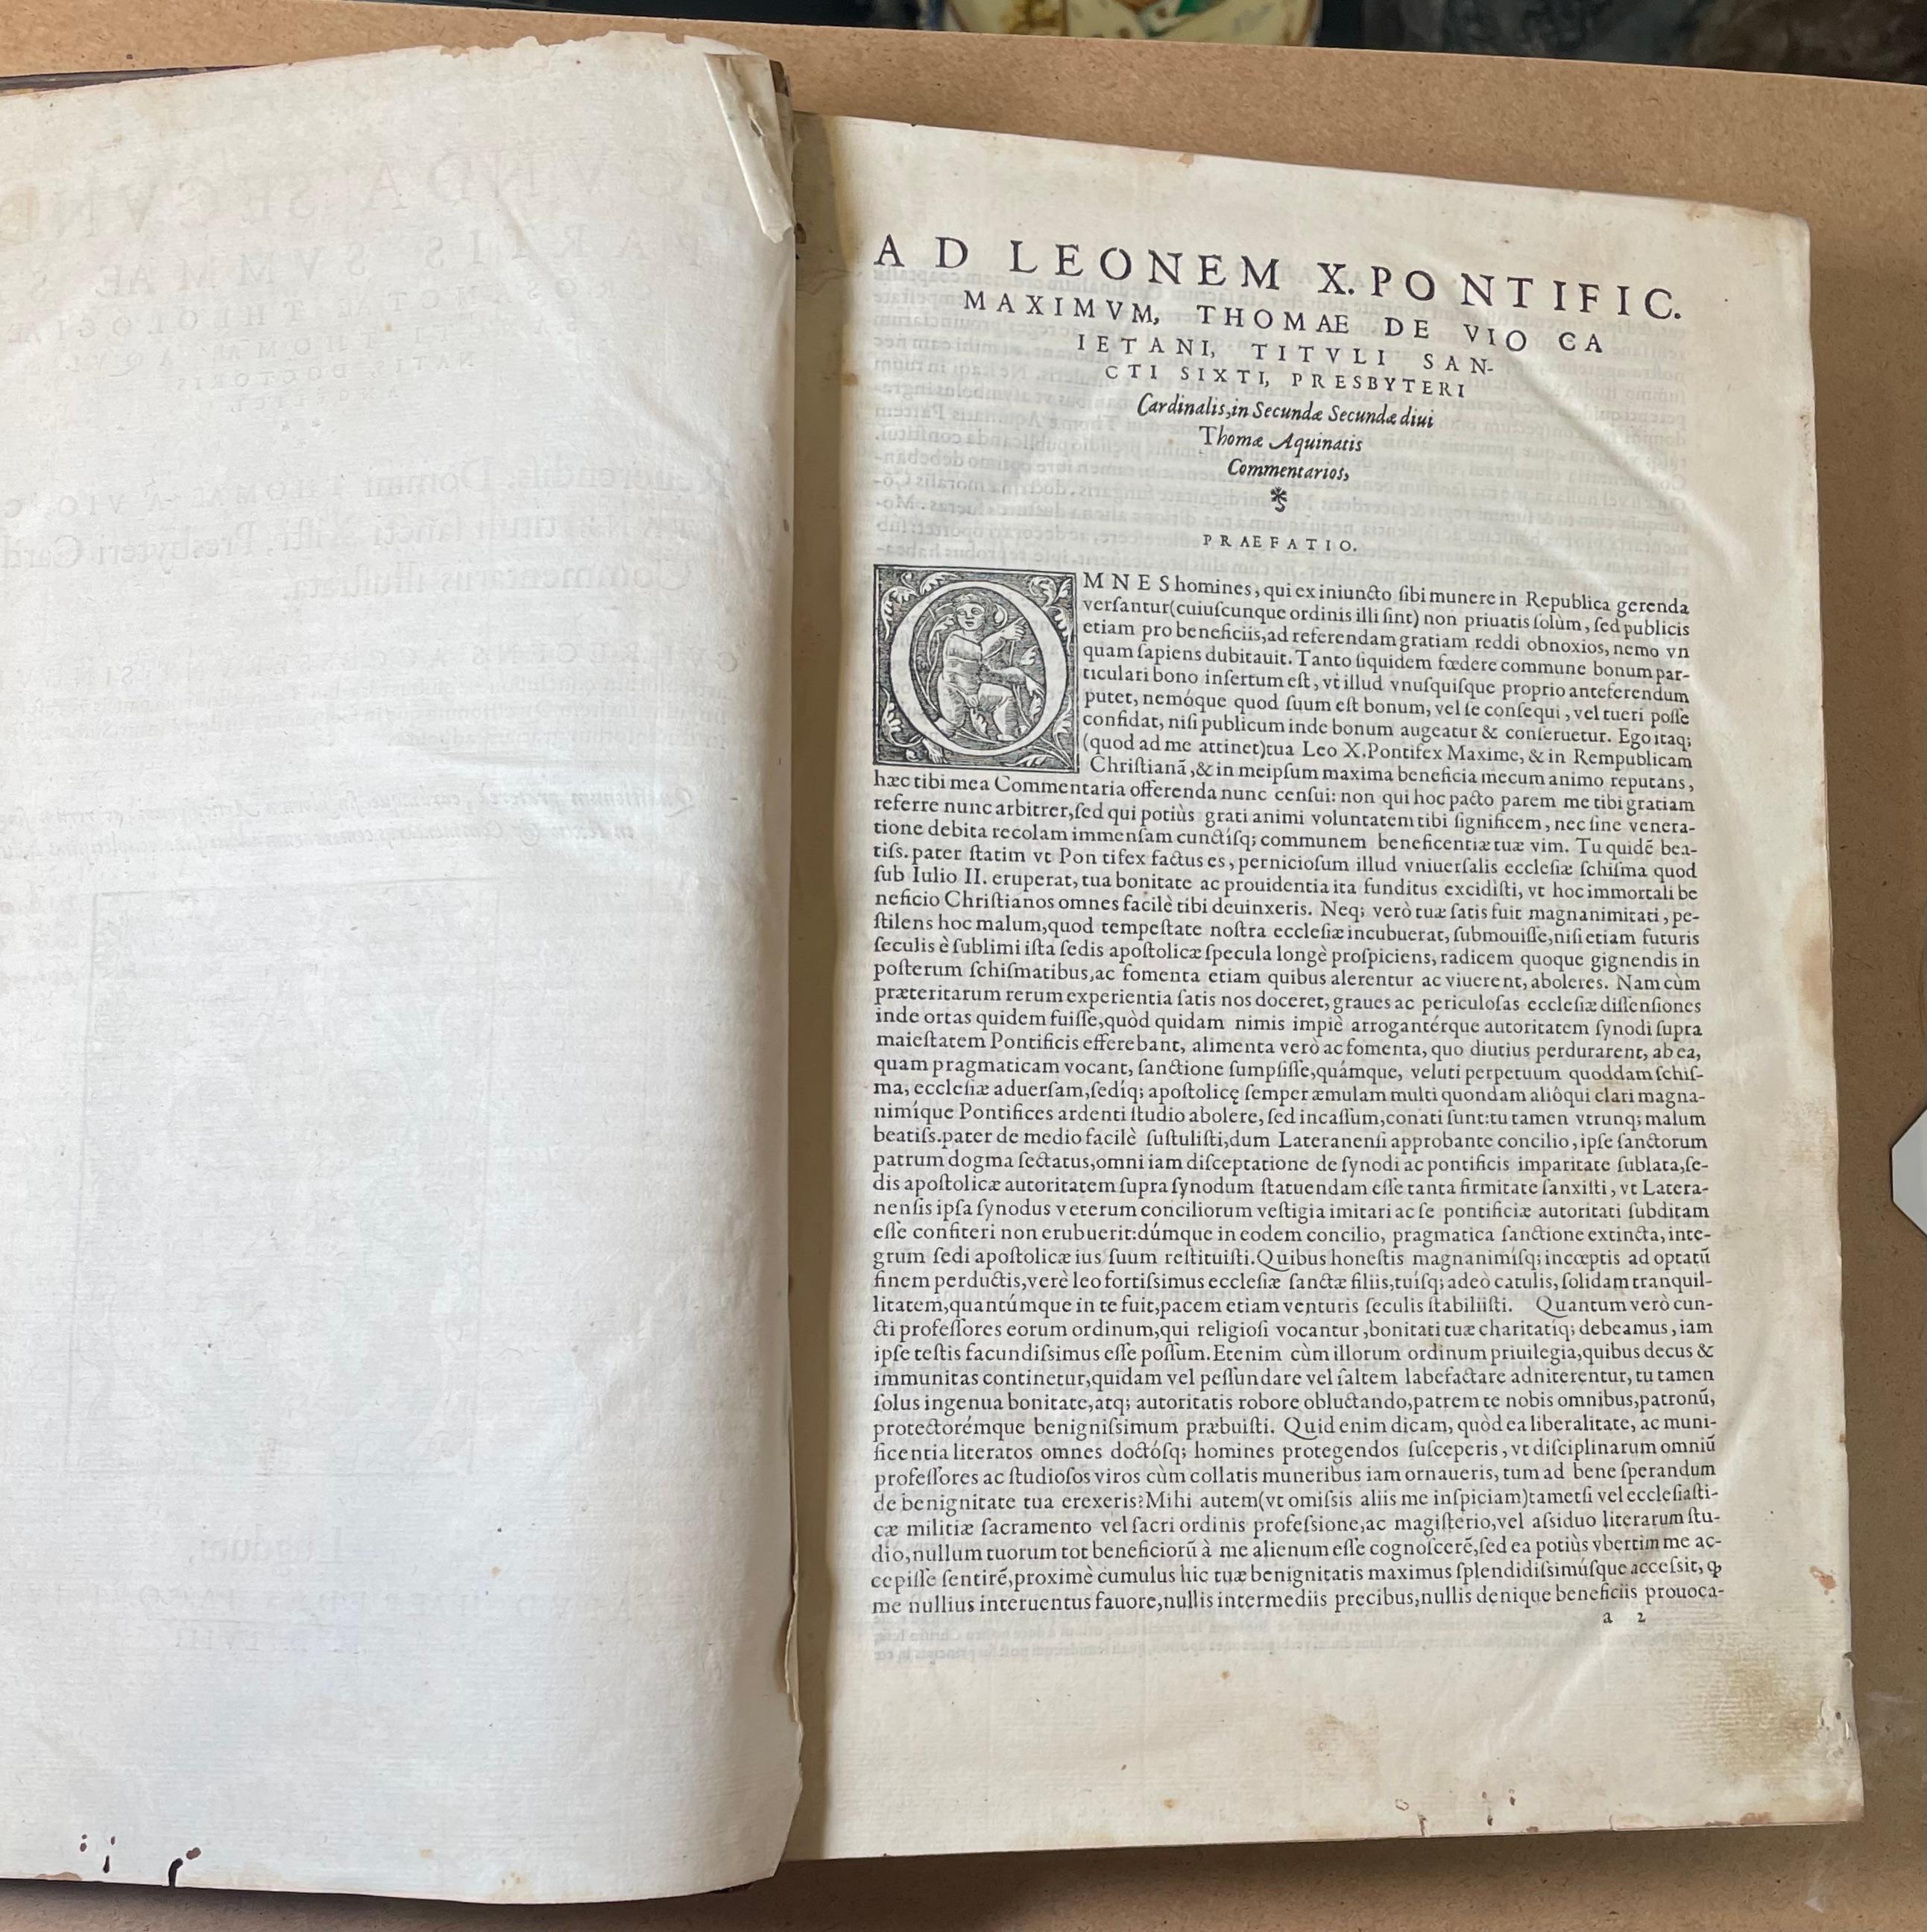 AD LEONEM X. PONTIFIC.
MAXIMVM, THOMAE DE VIO CA
IETANI, TITVLI SAN-
CTI SIXTI, PRESBYTERI
Cardinalis, in Secundæ Secundæ diui
Thomæ Aquinatis
Commentarios,
PRAEFATIO.
OMNES homines, qui ex iniuncto ſibi munere in Republica gerenda
verſantur(cuiuſcunque ordinis illi ſint) non priuatis ſolùm, ſed publicis
etiam pro beneficiis,ad referendam gratiam reddi obnoxios, nemo vn
quam ſapiens dubitauit. Tanto ſiquidem fœdere commune bonum par-
ticulari bono inſertum eſt, vt illud vnuſquiſque proprio anteferendum
putet, nemóque quod ſuum eſt bonum, vel ſe conſequi, vel tueri poſſe
confidat, niſi publicum inde bonum augeatur & conſeruetur. Ego itaq;
(quod ad me attinet)tua Leo X.Pontifex Maxime, & in Rempublicam
Chriſtianā,& in meipſum maxima beneficia mecum animo reputans,
hæc tibi mea Commentaria offerenda nunc cenſui: non qui hoc pacto parem me tibi gratiam
referre nunc arbitrer,ſed qui potiùs grati animi voluntatem tibi ſignificem, nec ſine venera-
tione debita recolam immenſam cunctíſq; communem beneficentiæ tuæ vim. Tu quidē bea-
tiſs. pater ſtatim vt Pon tifex factus es, pernicioſum illud vniuerſalis eccleſiæ ſchiſma quod
ſub Iulio II. eruperat, tua bonitate ac prouidentia ita funditus excidiſti, vt hoc immortali be
neficio Chriſtianos omnes facilè tibi deuinxeris. Neq; verò tuæ ſatis fuit magnanimitati, pe-
ſtilens hoc malum,quod tempeſtate noſtra eccleſiæ incubuerat, ſubmouiſſe,niſi etiam futuris
ſeculis è ſublimi iſta ſedis apoſtolicæ ſpecula longè proſpiciens, radicem quoque gignendis in
poſterum ſchiſmatibus,ac fomenta etiam quibus alerentur ac viuerent, aboleres. Nam cùm
præteritarum rerum experientia ſatis nos doceret, graues ac periculoſas eccleſiæ diſſenſiones
inde ortas quidem fuiſſe,quòd quidam nimis impiè arrogantérque autoritatem ſynodi ſupra
maieſtatem Pontificis efferebant, alimenta verò ac fomenta, quo diutius perdurarent, ab ea,
quam pragmaticam vocant, ſanctione ſumpſiſſe,quámque, veluti perpetuum quoddam ſchiſ-
ma, eccleſiæ aduerſam,ſedíq; apoſtolicę ſemper æmulam multi quondam aliôqui clari magna-
nimíque Pontifices ardenti ſtudio abolere, ſed incaſſum,conati ſunt:tu tamen vtrunq; malum
beatiſs.pater de medio facilè ſuſtuliſti,dum Lateranenſi approbante concilio, ipſe ſanctorum
patrum dogma ſectatus,omni iam diſceptatione de ſynodi ac pontificis imparitate ſublata,ſe-
dis apoſtolicæ autoritatem ſupra ſynodum ſtatuendam eſſe tanta firmitate ſanxiſti, vt Latera-
nenſis ipſa ſynodus veterum conciliorum veſtigia imitari ac ſe pontificiæ autoritati ſubditam
eſſe confiteri non erubuerit:dúmque in eodem concilio, pragmatica ſanctione extincta, inte-
grum ſedi apoſtolicæ ius ſuum reſtituiſti. Quibus honeſtis magnanimíſq; incœptis ad optatū
finem perductis,verè leo fortiſsimus eccleſiæ ſanctæ filiis,tuíſq; adeò catulis, ſolidam tranquil-
litatem,quantúmque in te fuit,pacem etiam venturis ſeculis ſtabiliiſti. Quantum verò cun-
cti profeſſores eorum ordinum,qui religioſi vocantur,bonitati tuæ charitatíq; debeamus, iam
ipſe teſtis facundiſsimus eſſe poſſum. Etenim cùm illorum ordinum priuilegia,quibus decus &
immunitas continetur,quidam vel peſſundare vel ſaltem labefactare adniterentur, tu tamen
ſolus ingenua bonitate,atq; autoritatis robore obluctando,patrem te nobis omnibus,patronū,
protectorémque benigniſsimum præbuiſti. Quid enim dicam, quòd ea liberalitate, ac muni-
ficentia literatos omnes doctóſq; homines protegendos ſuſceperis, vt diſciplinarum omniū
profeſſores ac ſtudioſos viros cùm collatis muneribus iam ornaueris, tum ad bene ſperandum
de benignitate tua erexeris?Mihi autem(vt omiſsis aliis me inſpiciam)tametſi vel eccleſiaſti-
cæ militiæ ſacramento vel ſacri ordinis profeſsione,ac magiſterio,vel aſsiduo literarum ſtu-
dio,nullum tuorum tot beneficiorū à me alienum eſſe cognoſcerē,ſed ea potiùs vbertim me ac-
cepiſſe ſentirē,proximè cumulus hic tuæ benignitatis maximus ſplendidiſsimúſque acceſsit, ꝙ
me nullius interuentus fauore,nullis intermediis precibus,nullis denique beneficiis prouoca-
a 2